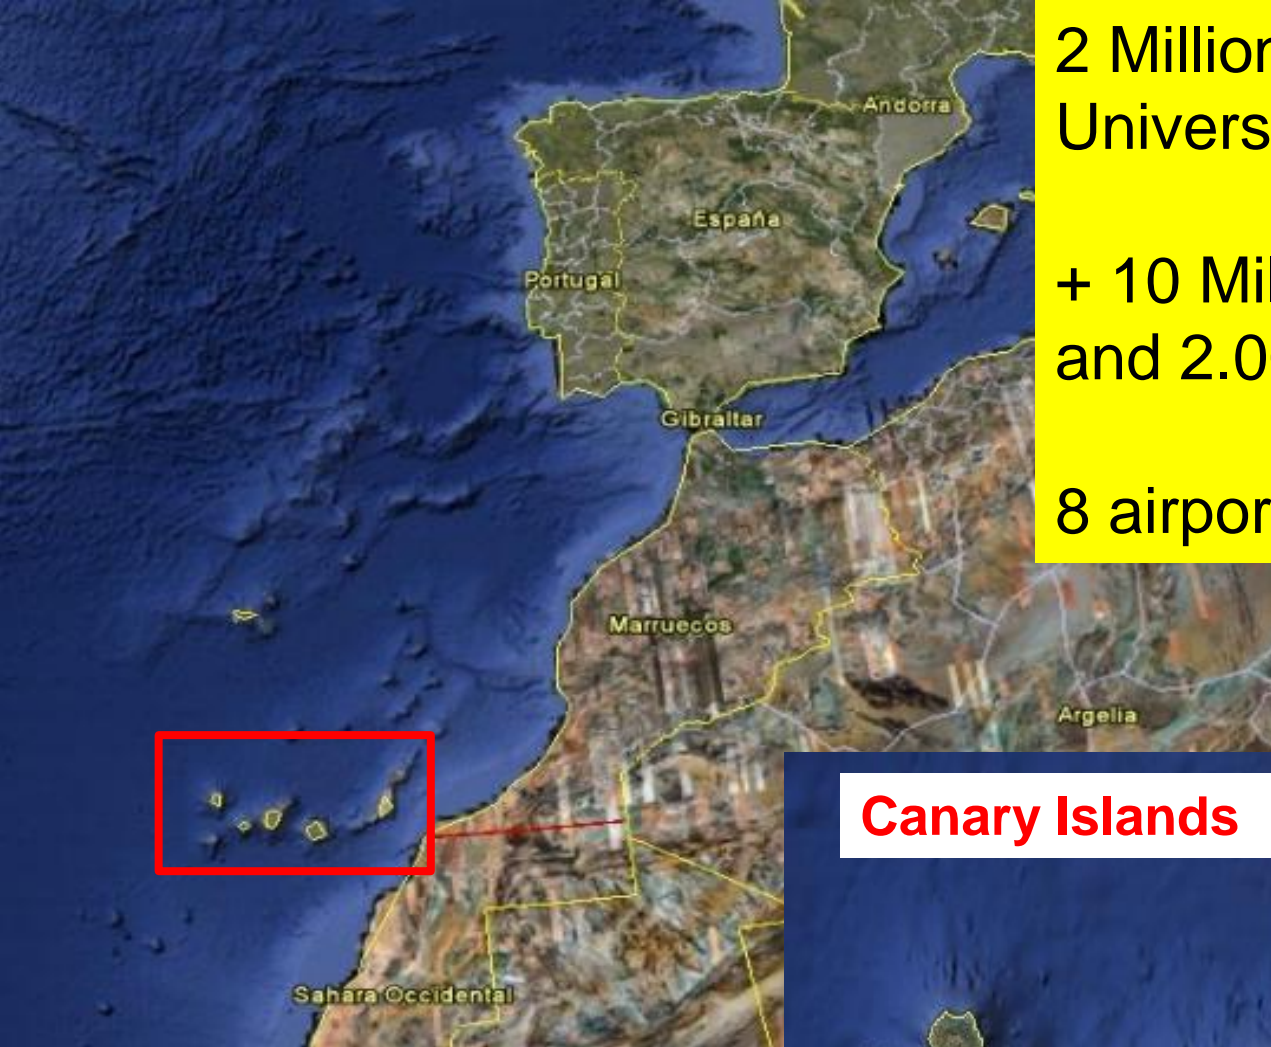 2 Million
Univers
+ 10 Mil
and 2.0
8 airpor
Andorra
España
Portugal
Gibraltar
Marruecos
Argelia
Canary Islands
Sahara Occidental